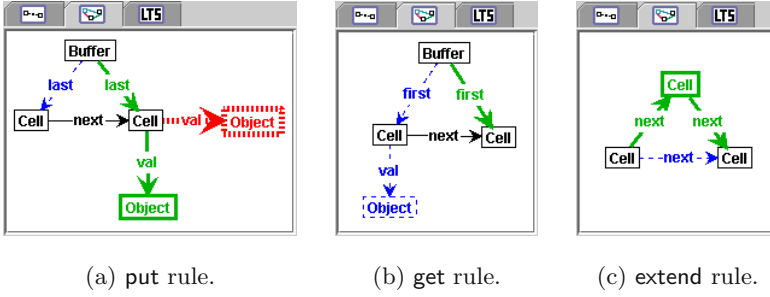 LTS
Buffer
last last
Cell next Cell val Object
val
Object
LTS
Buffer
first first
Cell next Cell
val
Object
LTS
Cell
next next
Cell next Cell
(a) put rule.
(b) get rule.
(c) extend rule.